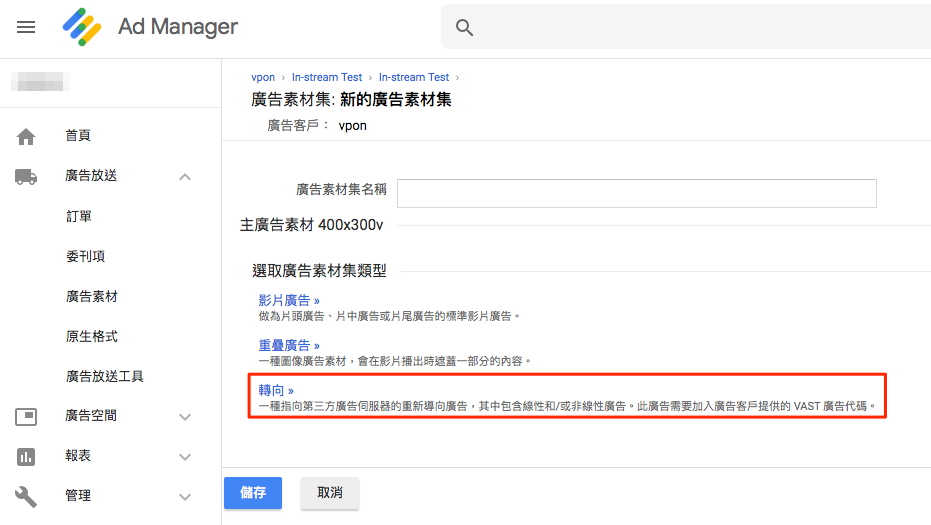 Ad Manager
vpon › In-stream Test › In-stream Test ›
廣告素材集: 新的廣告素材集
廣告客戶： vpon
首頁
廣告放送
訂單
委刊項
廣告素材
原生格式
廣告放送工具
廣告空間
報表
管理
廣告素材集名稱
主廣告素材 400x300v
選取廣告素材集類型
影片廣告 »
做為片頭廣告、片中廣告或片尾廣告的標準影片廣告。
重疊廣告 »
一種圖像廣告素材，會在影片播出時遮蓋一部分的內容。
轉向 »
一種指向第三方廣告伺服器的重新導向廣告，其中包含線性和/或非線性廣告。此廣告需要加入廣告客戶提供的 VAST 廣告代碼。
儲存 取消